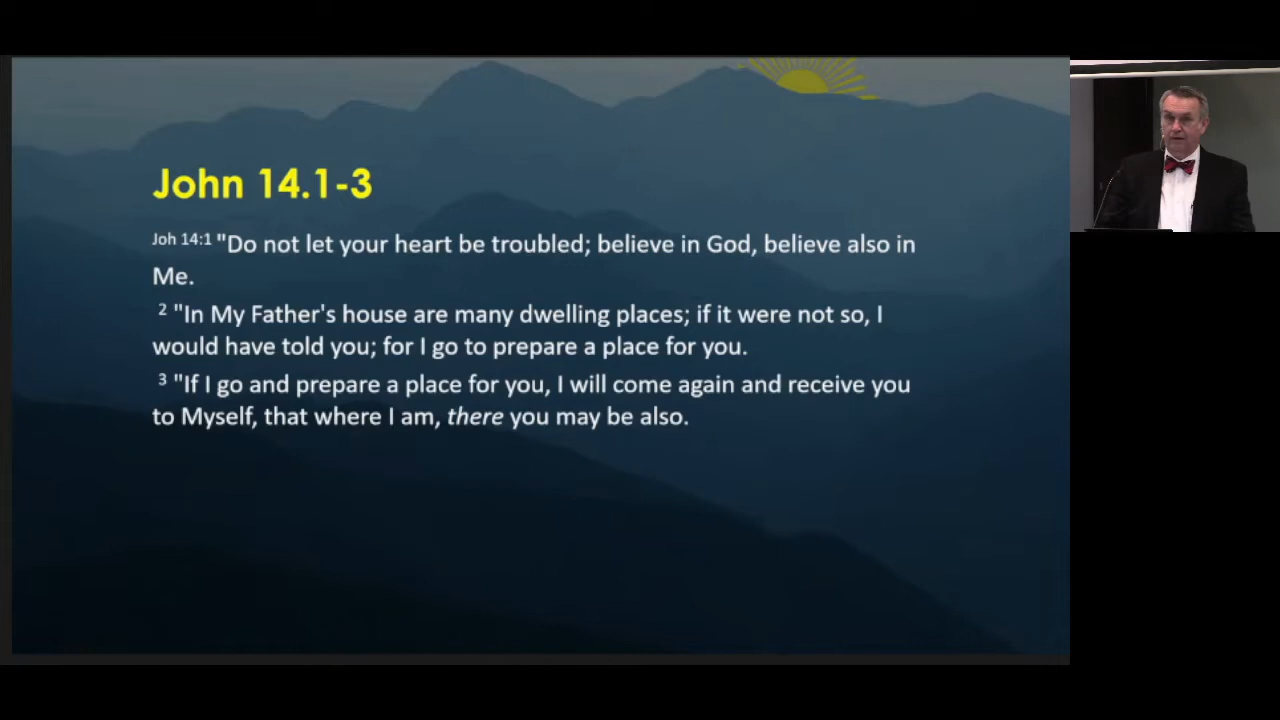 John 14.1-3
Joh 14:1 "Do not let your heart be troubled; believe in God, believe also in
Me.
2 "In My Father's house are many dwelling places; if it were not so, I
would have told you; for I go to prepare a place for you.
3 "If I go and prepare a place for you, I will come again and receive you
to Myself, that where I am, there you may be also.